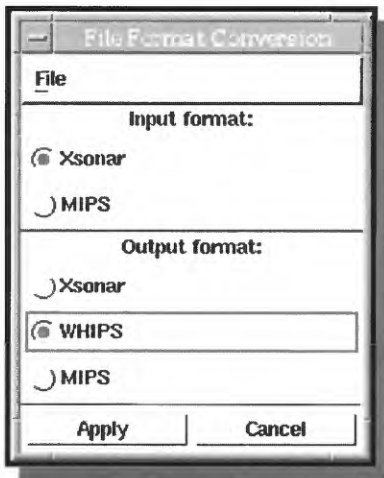 File Format Conversion
File
Input format:
Xsonar
MIPS
Output format:
Xsonar
WHIPS
MIPS
Apply
Cancel